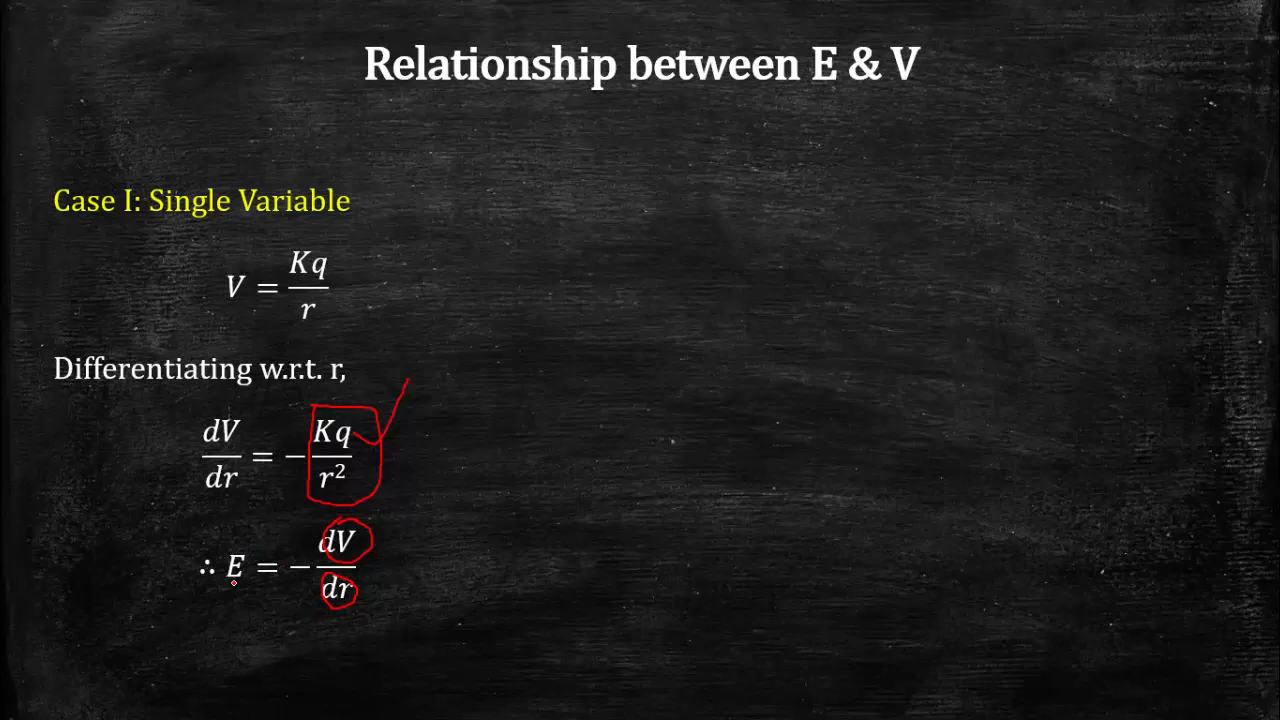 Relationship between E & V
Case I: Single Variable
V = Kq/r
Differentiating w.r.t. r,
dV/dr = −Kq/r²
∴ E = −dV/dr